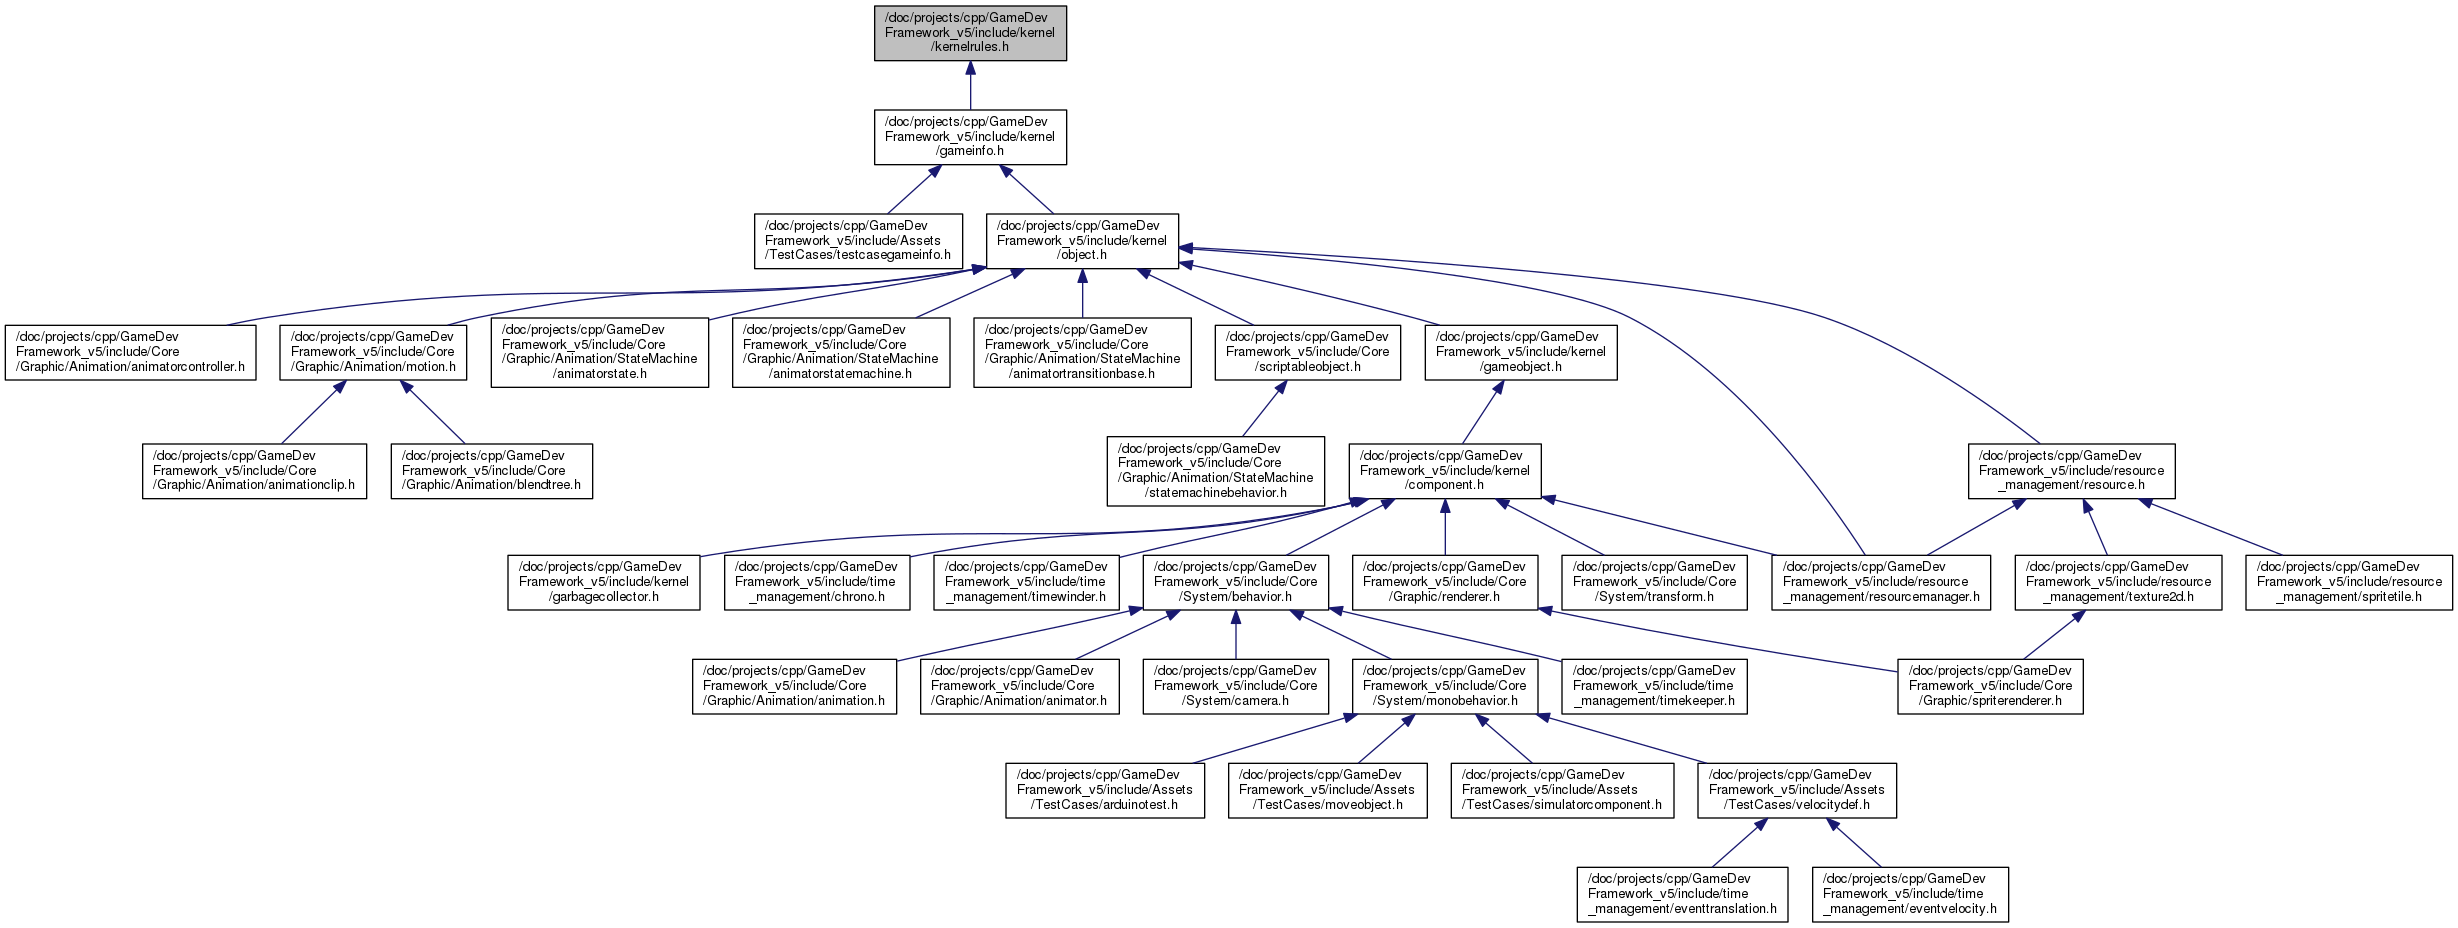 /doc/projects/cpp/GameDev
Framework_v5/include/kernel
/kernelrules.h
/doc/projects/cpp/GameDev
Framework_v5/include/kernel
/gameinfo.h
/doc/projects/cpp/GameDev
Framework_v5/include/Assets
/TestCases/testcasegameinfo.h
/doc/projects/cpp/GameDev
Framework_v5/include/kernel
/object.h
/doc/projects/cpp/GameDev
Framework_v5/include/Core
/Graphic/Animation/animatorcontroller.h
/doc/projects/cpp/GameDev
Framework_v5/include/Core
/Graphic/Animation/motion.h
/doc/projects/cpp/GameDev
Framework_v5/include/Core
/Graphic/Animation/StateMachine
/animatorstate.h
/doc/projects/cpp/GameDev
Framework_v5/include/Core
/Graphic/Animation/StateMachine
/animatorstatemachine.h
/doc/projects/cpp/GameDev
Framework_v5/include/Core
/Graphic/Animation/StateMachine
/animatortransitionbase.h
/doc/projects/cpp/GameDev
Framework_v5/include/Core
/scriptableobject.h
/doc/projects/cpp/GameDev
Framework_v5/include/kernel
/gameobject.h
/doc/projects/cpp/GameDev
Framework_v5/include/Core
/Graphic/Animation/animationclip.h
/doc/projects/cpp/GameDev
Framework_v5/include/Core
/Graphic/Animation/blendtree.h
/doc/projects/cpp/GameDev
Framework_v5/include/Core
/Graphic/Animation/StateMachine
/statemachinebehavior.h
/doc/projects/cpp/GameDev
Framework_v5/include/kernel
/component.h
/doc/projects/cpp/GameDev
Framework_v5/include/resource
_management/resource.h
/doc/projects/cpp/GameDev
Framework_v5/include/kernel
/garbagecollector.h
/doc/projects/cpp/GameDev
Framework_v5/include/time
_management/chrono.h
/doc/projects/cpp/GameDev
Framework_v5/include/time
_management/timewinder.h
/doc/projects/cpp/GameDev
Framework_v5/include/Core
/System/behavior.h
/doc/projects/cpp/GameDev
Framework_v5/include/Core
/Graphic/renderer.h
/doc/projects/cpp/GameDev
Framework_v5/include/Core
/System/transform.h
/doc/projects/cpp/GameDev
Framework_v5/include/resource
_management/resourcemanager.h
/doc/projects/cpp/GameDev
Framework_v5/include/resource
_management/texture2d.h
/doc/projects/cpp/GameDev
Framework_v5/include/resource
_management/spritetile.h
/doc/projects/cpp/GameDev
Framework_v5/include/Core
/Graphic/Animation/animation.h
/doc/projects/cpp/GameDev
Framework_v5/include/Core
/Graphic/Animation/animator.h
/doc/projects/cpp/GameDev
Framework_v5/include/Core
/System/camera.h
/doc/projects/cpp/GameDev
Framework_v5/include/Core
/System/monobehavior.h
/doc/projects/cpp/GameDev
Framework_v5/include/time
_management/timekeeper.h
/doc/projects/cpp/GameDev
Framework_v5/include/Core
/Graphic/spriterenderer.h
/doc/projects/cpp/GameDev
Framework_v5/include/Assets
/TestCases/arduinotest.h
/doc/projects/cpp/GameDev
Framework_v5/include/Assets
/TestCases/moveobject.h
/doc/projects/cpp/GameDev
Framework_v5/include/Assets
/TestCases/simulatorcomponent.h
/doc/projects/cpp/GameDev
Framework_v5/include/Assets
/TestCases/velocitydef.h
/doc/projects/cpp/GameDev
Framework_v5/include/time
_management/eventtranslation.h
/doc/projects/cpp/GameDev
Framework_v5/include/time
_management/eventvelocity.h